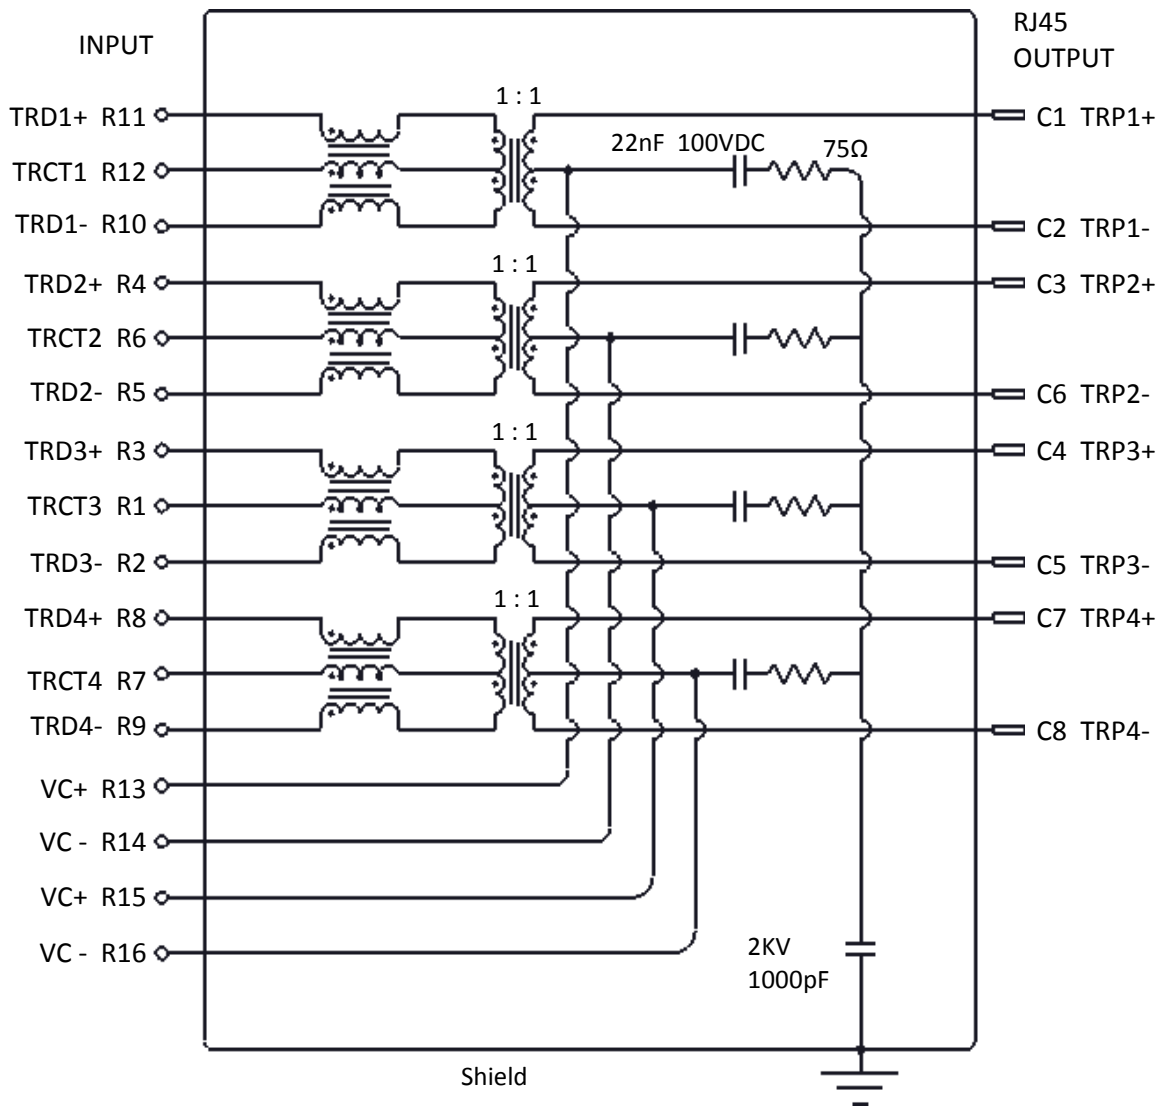 INPUT
RJ45
OUTPUT
1 : 1
TRD1+ R11
C1 TRP1+
22nF 100VDC
75Ω
TRCT1 R12
TRD1- R10
C2 TRP1-
1 : 1
TRD2+ R4
C3 TRP2+
TRCT2 R6
TRD2- R5
C6 TRP2-
1 : 1
TRD3+ R3
C4 TRP3+
TRCT3 R1
TRD3- R2
C5 TRP3-
1 : 1
TRD4+ R8
C7 TRP4+
TRCT4 R7
TRD4- R9
C8 TRP4-
VC+ R13
VC - R14
VC+ R15
VC - R16
2KV
1000pF
Shield